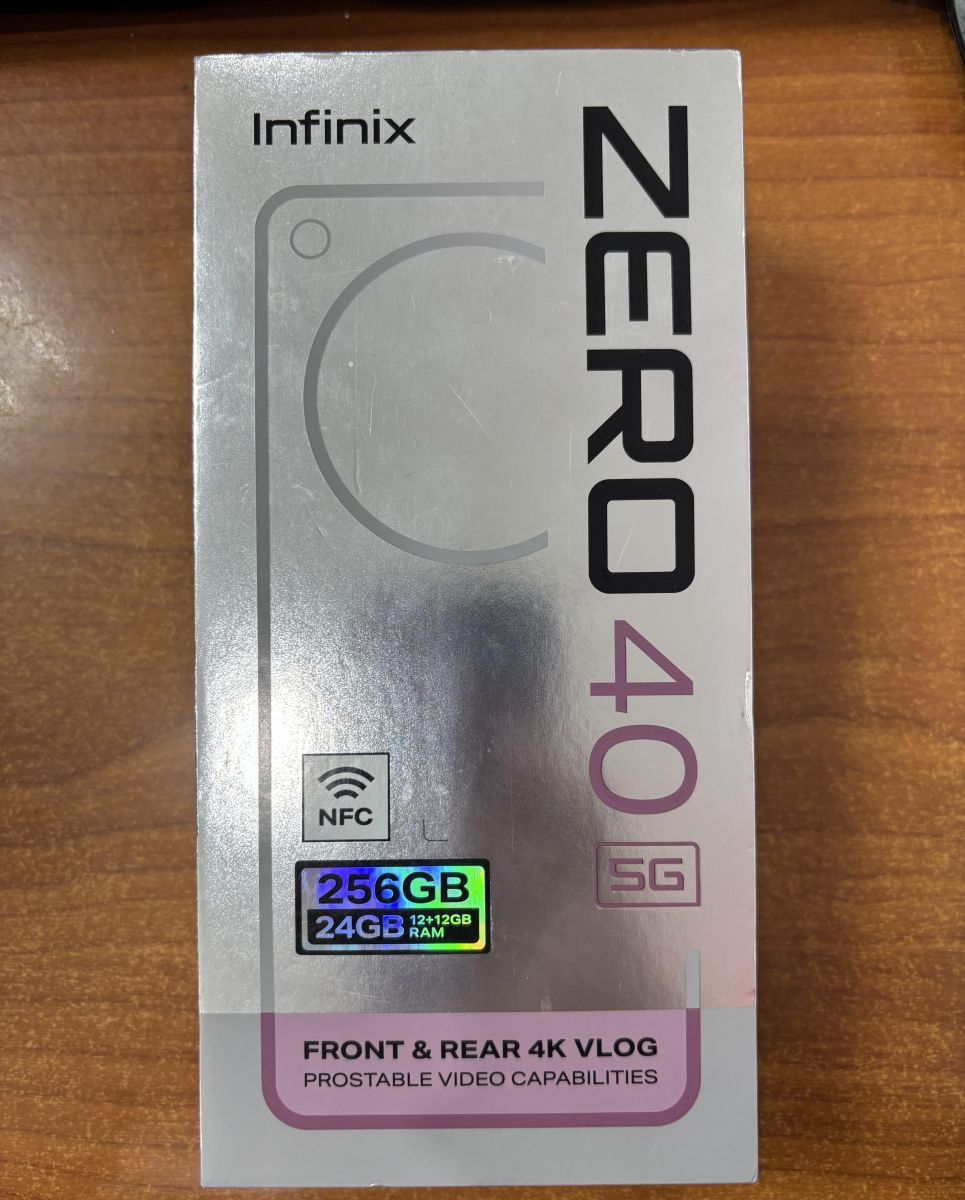 Infinix
ZERO 40
5G
NFC
256GB
24GB 12+12GB RAM
FRONT & REAR 4K VLOG
PROSTABLE VIDEO CAPABILITIES